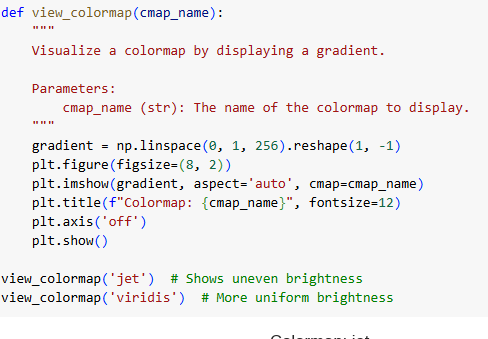 def view_colormap(cmap_name):
    """
    Visualize a colormap by displaying a gradient.

    Parameters:
        cmap_name (str): The name of the colormap to display.
    """
    gradient = np.linspace(0, 1, 256).reshape(1, -1)
    plt.figure(figsize=(8, 2))
    plt.imshow(gradient, aspect='auto', cmap=cmap_name)
    plt.title(f"Colormap: {cmap_name}", fontsize=12)
    plt.axis('off')
    plt.show()

view_colormap('jet')  # Shows uneven brightness
view_colormap('viridis')  # More uniform brightness
Colormap: jet